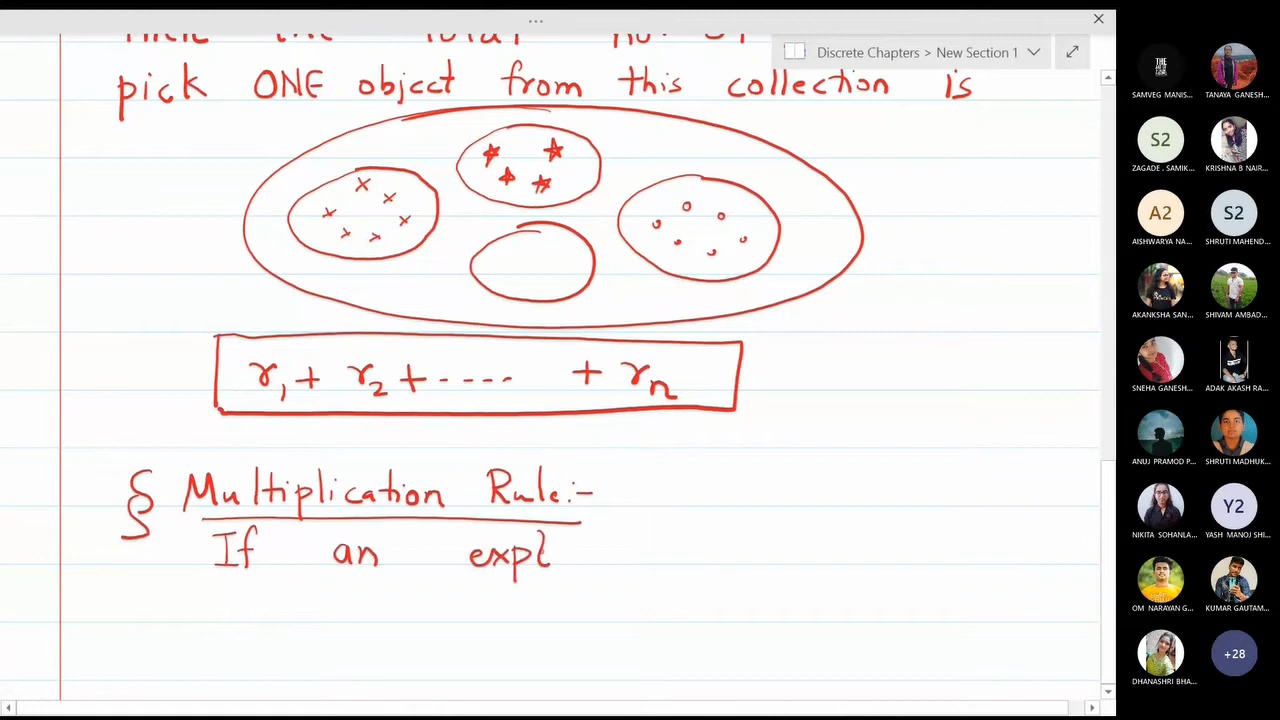 Discrete Chapters > New Section 1
pick ONE object from this collection is
r1 + r2 + ---- + rn
§ Multiplication Rule:-
If an exp
SAMVEG MANIS...
TANAYA GANESH...
S2
ZAGADE . SAMIK...
KRISHNA B NAIR...
A2
AISHWARYA NA...
S2
SHRUTI MAHEND...
AKANKSHA SAN...
SHIVAM AMBAD...
SNEHA GANESH...
ADAK AKASH RA...
ANUJ PRAMOD P...
SHRUTI MADHUK...
NIKITA SOHANLA...
Y2
YASH MANOJ SHI...
OM NARAYAN G...
KUMAR GAUTAM...
DHANASHRI BHA...
+28